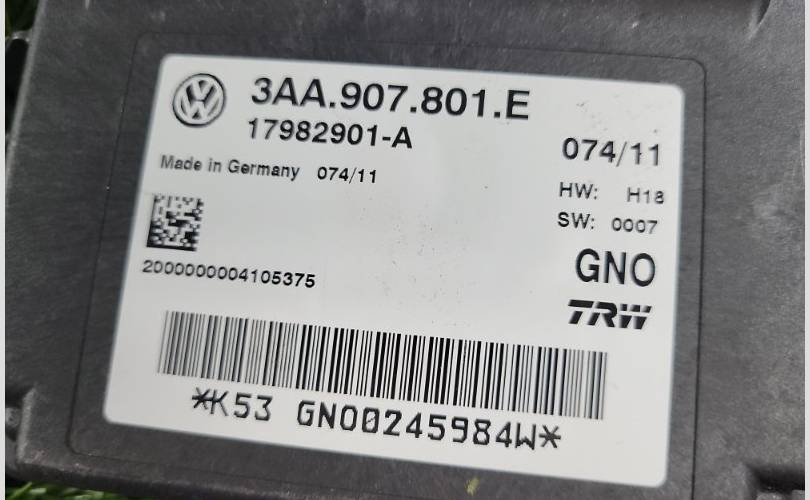 3AA.907.801.E
17982901-A
074/11
Made in Germany 074/11
HW: H18
SW: 0007
GNO
TRW
2000000004105375
*K53 GNO0245984W*